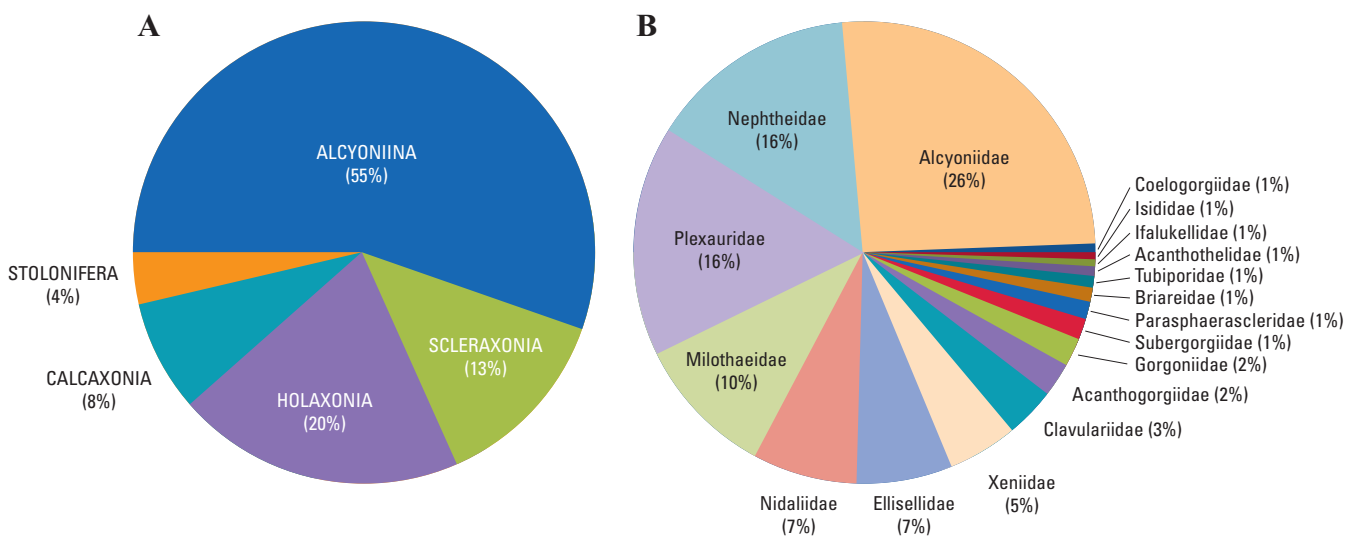 A
ALCYONIINA
(55%)
STOLONIFERA
(4%)
CALCAXONIA
(8%)
HOLAXONIA
(20%)
SCLERAXONIA
(13%)
B
Nephtheidae
(16%)
Alcyoniidae
(26%)
Plexauridae
(16%)
Milothaeidae
(10%)
Nidaliidae
(7%)
Ellisellidae
(7%)
Xeniidae
(5%)
Coelogorgiidae (1%)
Isididae (1%)
Ifalukellidae (1%)
Acanthothelidae (1%)
Tubiporidae (1%)
Briareidae (1%)
Parasphaerascleridae (1%)
Subergorgiidae (1%)
Gorgoniidae (2%)
Acanthogorgiidae (2%)
Clavulariidae (3%)